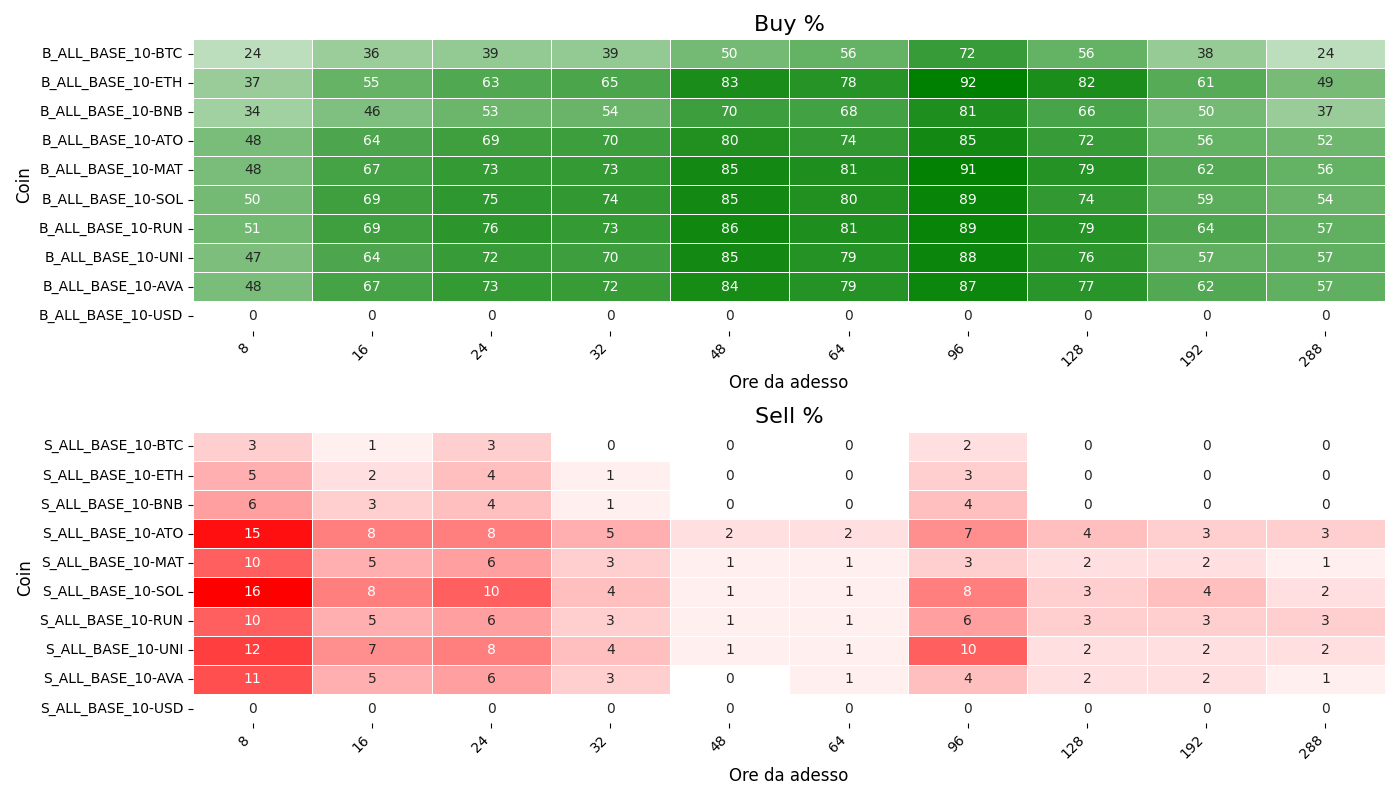 Buy %
B_ALL_BASE_10-BTC 24 36 39 39 50 56 72 56 38 24
B_ALL_BASE_10-ETH 37 55 63 65 83 78 92 82 61 49
B_ALL_BASE_10-BNB 34 46 53 54 70 68 81 66 50 37
B_ALL_BASE_10-ATO 48 64 69 70 80 74 85 72 56 52
B_ALL_BASE_10-MAT 48 67 73 73 85 81 91 79 62 56
B_ALL_BASE_10-SOL 50 69 75 74 85 80 89 74 59 54
B_ALL_BASE_10-RUN 51 69 76 73 86 81 89 79 64 57
B_ALL_BASE_10-UNI 47 64 72 70 85 79 88 76 57 57
B_ALL_BASE_10-AVA 48 67 73 72 84 79 87 77 62 57
B_ALL_BASE_10-USD 0 0 0 0 0 0 0 0 0 0
Coin
8 16 24 32 48 64 96 128 192 288
Ore da adesso
Sell %
S_ALL_BASE_10-BTC 3 1 3 0 0 0 2 0 0 0
S_ALL_BASE_10-ETH 5 2 4 1 0 0 3 0 0 0
S_ALL_BASE_10-BNB 6 3 4 1 0 0 4 0 0 0
S_ALL_BASE_10-ATO 15 8 8 5 2 2 7 4 3 3
S_ALL_BASE_10-MAT 10 5 6 3 1 1 3 2 2 1
S_ALL_BASE_10-SOL 16 8 10 4 1 1 8 3 4 2
S_ALL_BASE_10-RUN 10 5 6 3 1 1 6 3 3 3
S_ALL_BASE_10-UNI 12 7 8 4 1 1 10 2 2 2
S_ALL_BASE_10-AVA 11 5 6 3 0 1 4 2 2 1
S_ALL_BASE_10-USD 0 0 0 0 0 0 0 0 0 0
Coin
8 16 24 32 48 64 96 128 192 288
Ore da adesso